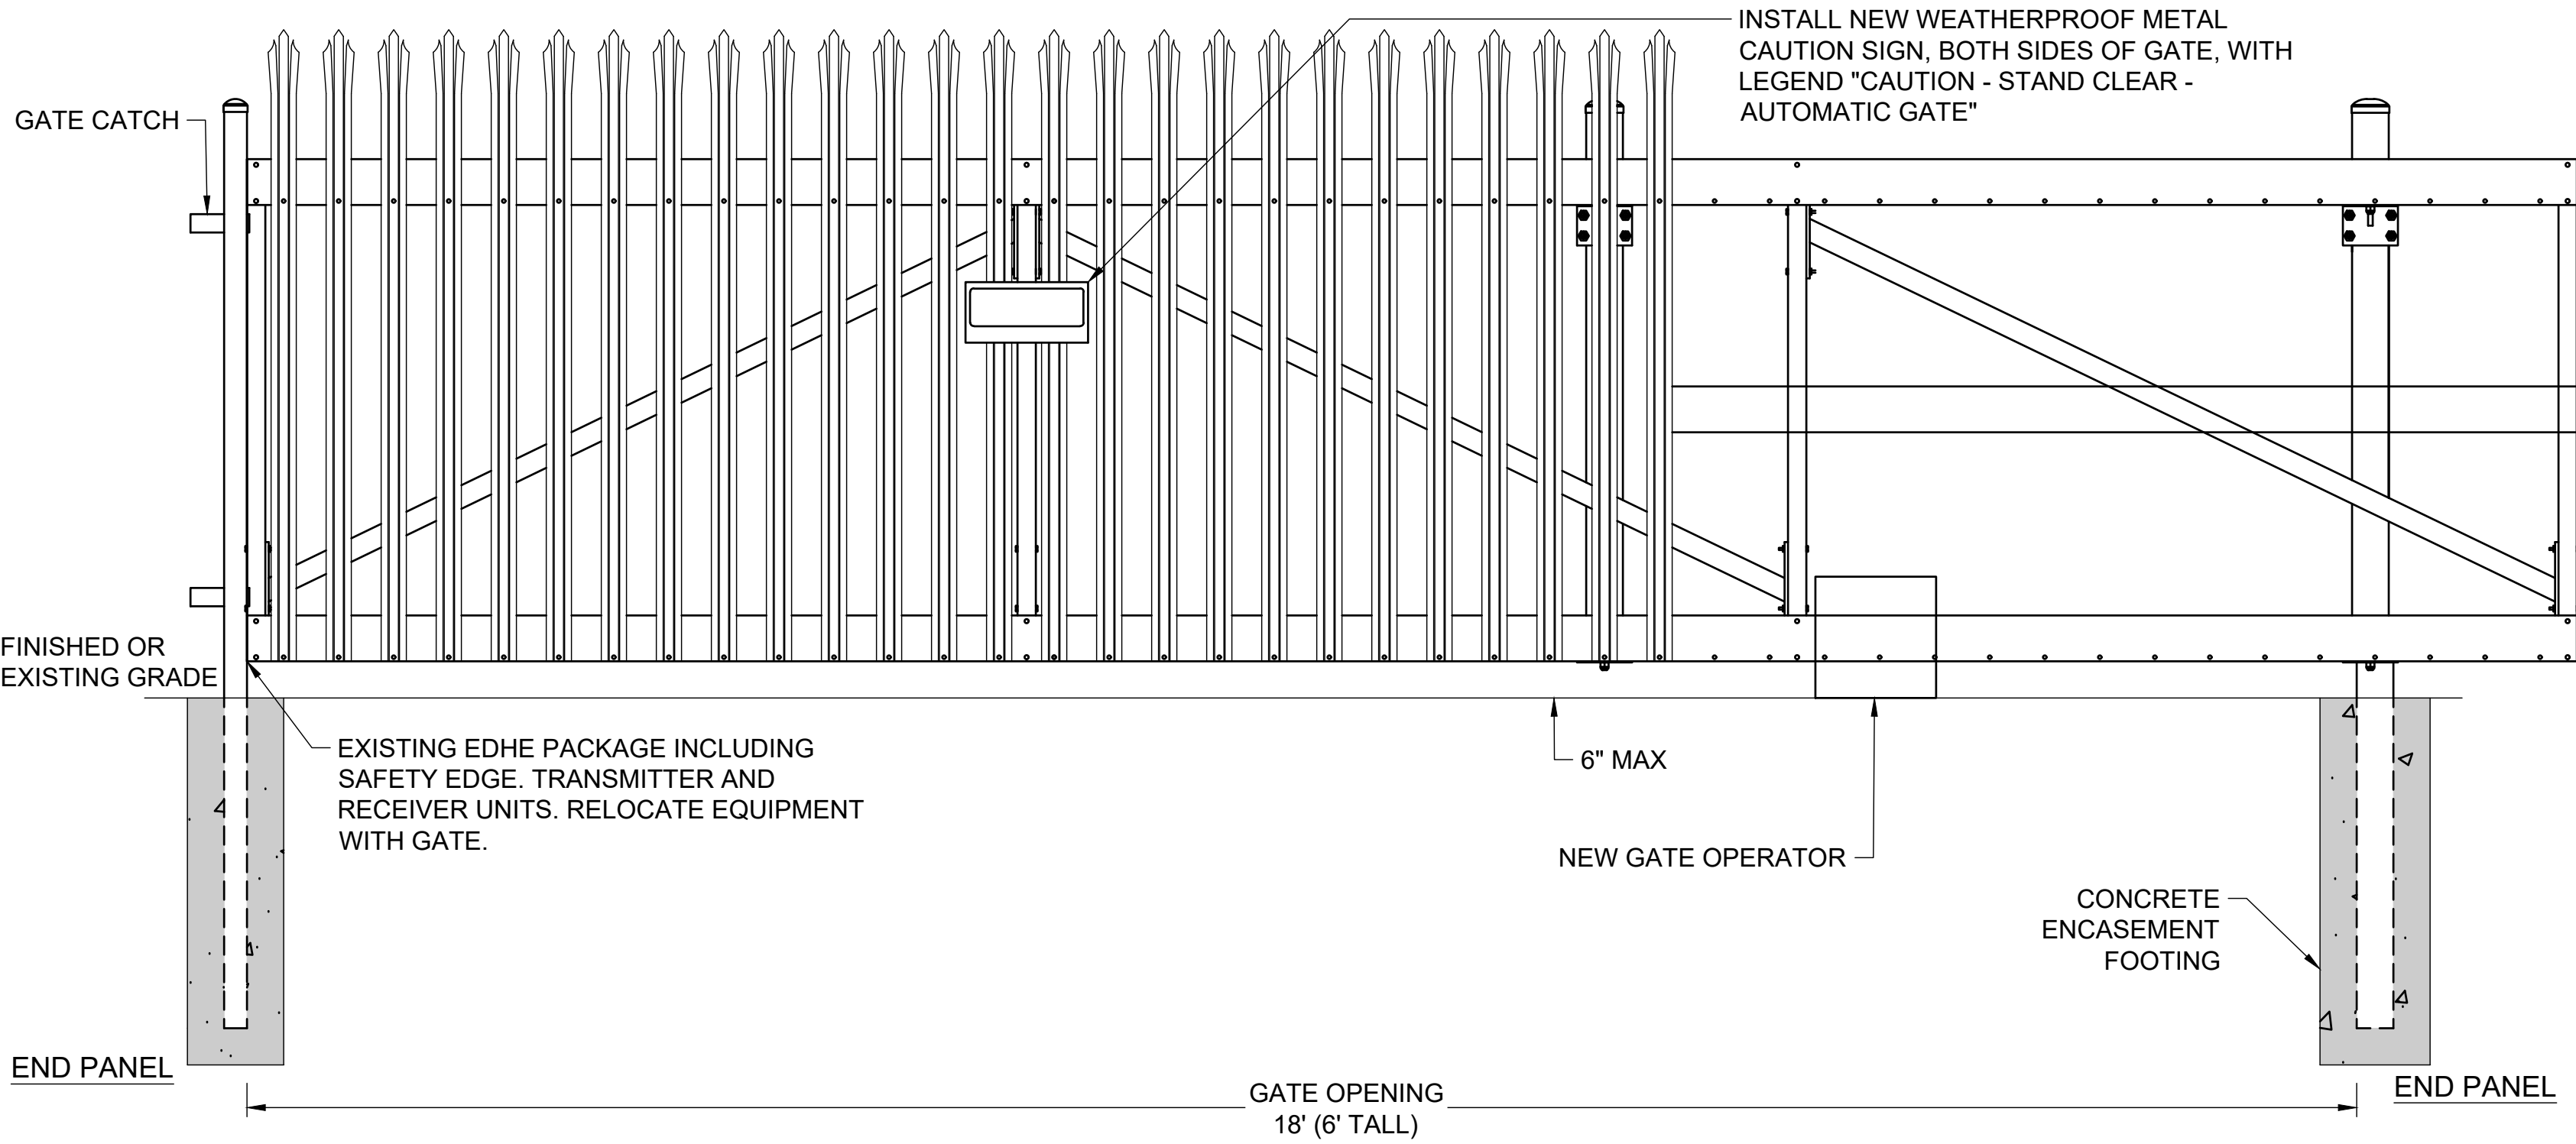 INSTALL NEW WEATHERPROOF METAL
CAUTION SIGN, BOTH SIDES OF GATE, WITH
LEGEND "CAUTION - STAND CLEAR -
AUTOMATIC GATE"
GATE CATCH
FINISHED OR
EXISTING GRADE
EXISTING EDHE PACKAGE INCLUDING
SAFETY EDGE. TRANSMITTER AND
RECEIVER UNITS. RELOCATE EQUIPMENT
WITH GATE.
6" MAX
NEW GATE OPERATOR
CONCRETE
ENCASEMENT
FOOTING
END PANEL
GATE OPENING
18' (6' TALL)
END PANEL